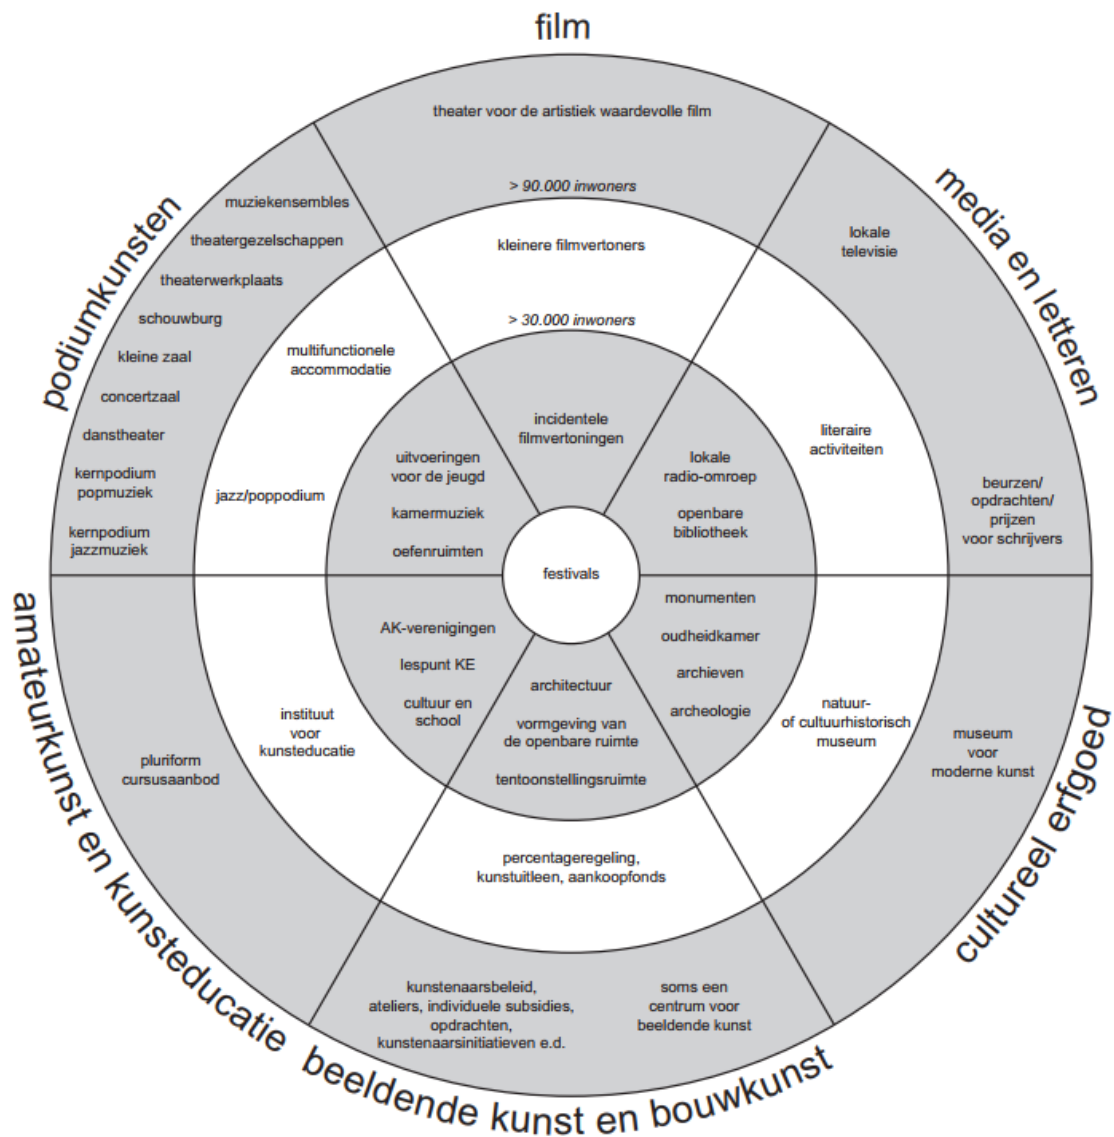 film
theater voor de artistiek waardevolle film
> 90.000 inwoners
kleinere filmvertoners
> 30.000 inwoners
incidentele
filmvertoningen
media en letteren
lokale
televisie
literaire
activiteiten
beurzen/
opdrachten/
prijzen
voor schrijvers
lokale
radio-omroep
openbare
bibliotheek
podiumkunsten
muziekensembles
theatergezelschappen
theaterwerkplaats
schouwburg
kleine zaal
concertzaal
danstheater
kernpodium
popmuziek
kernpodium
jazzmuziek
multifunctionele
accommodatie
jazz/poppodium
uitvoeringen
voor de jeugd
kamermuziek
oefenruimten
festivals
amateurkunst en kunsteducatie
pluriform
cursusaanbod
instituut
voor
kunsteducatie
AK-verenigingen
lespunt KE
cultuur en
school
architectuur
vormgeving van
de openbare ruimte
tentoonstellingsruimte
percentageregeling,
kunstuitleen, aankoopfonds
kunstenaarsbeleid,
ateliers, individuele subsidies,
opdrachten,
kunstenaarsinitiatieven e.d.
soms een
centrum voor
beeldende kunst
beeldende kunst en bouwkunst
monumenten
oudheidkamer
archieven
archeologie
natuur-
of cultuurhistorisch
museum
museum
voor
moderne kunst
cultureel erfgoed